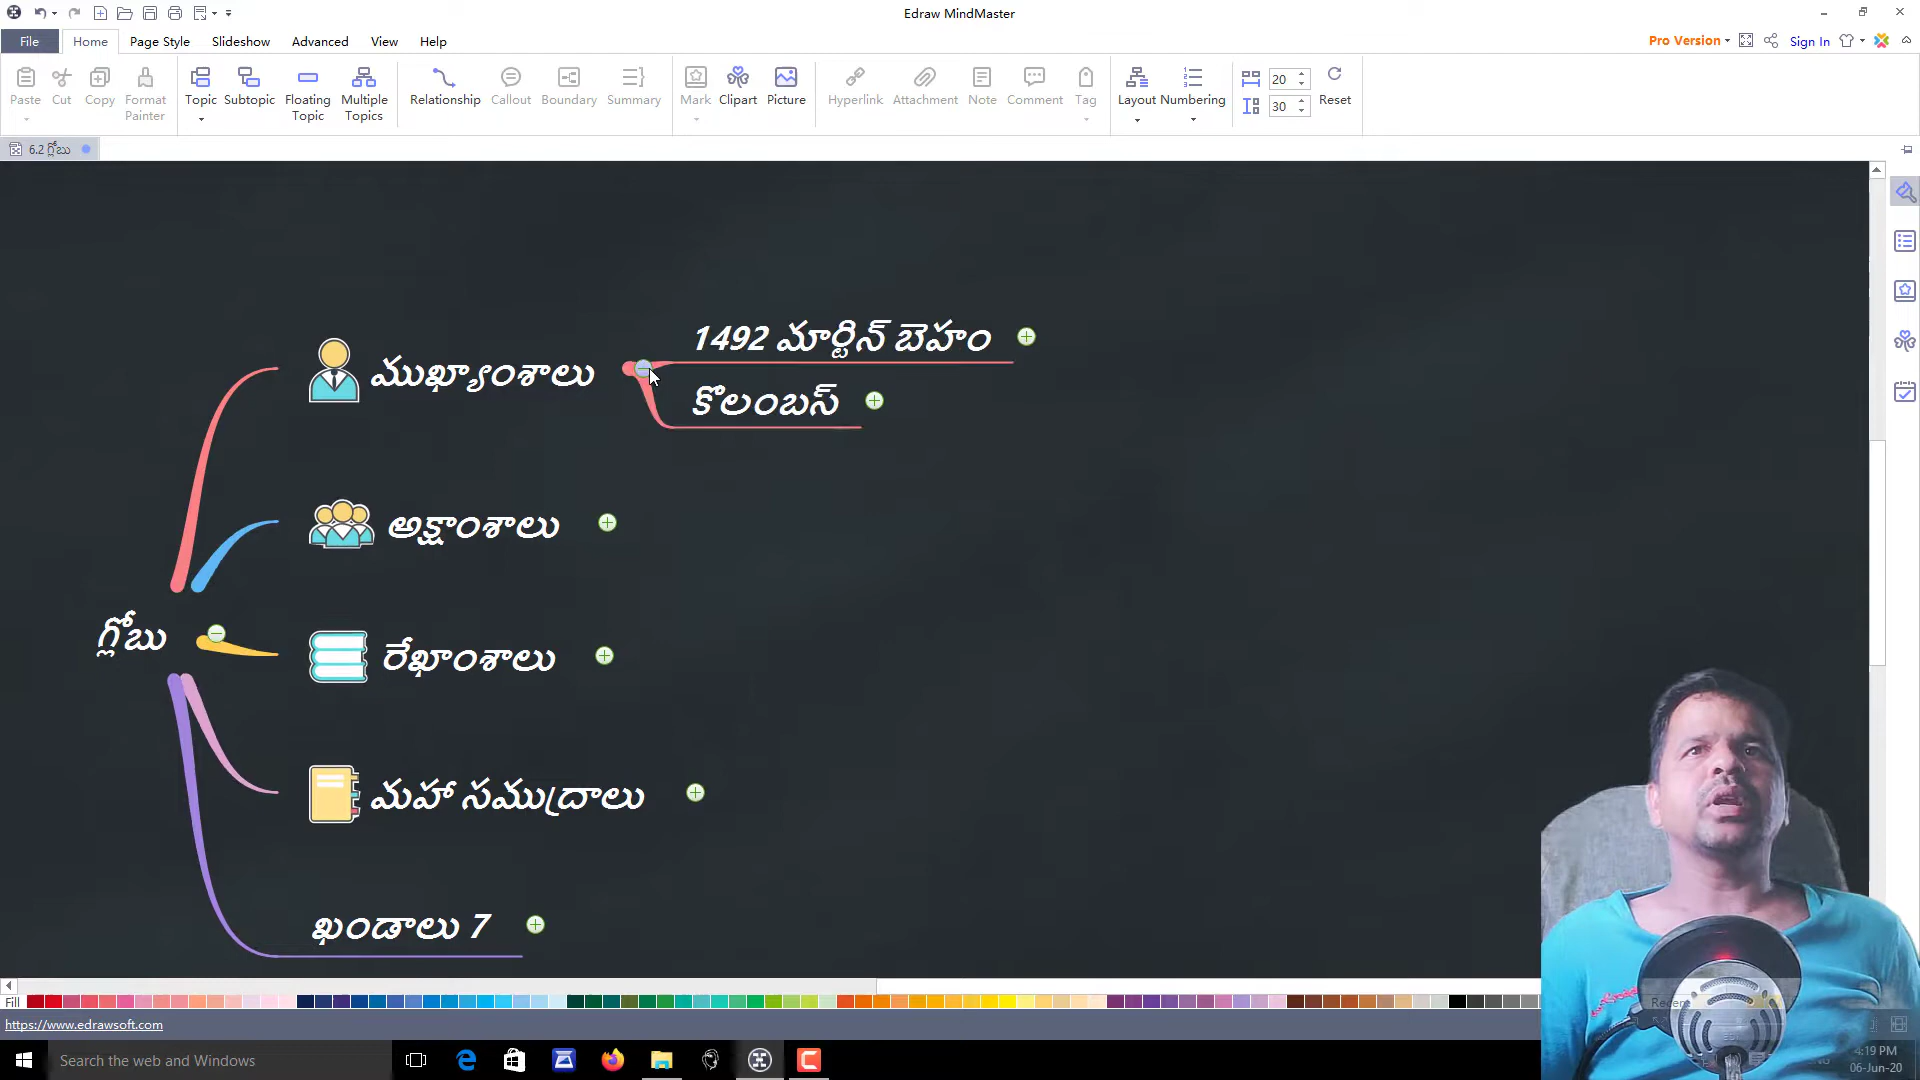 Edraw MindMaster
File Home Page Style Slideshow Advanced View Help
Pro Version Sign In
Paste Cut Copy Format Painter
Topic Subtopic Floating Topic Multiple Topics
Relationship Callout Boundary Summary
Mark Clipart Picture
Hyperlink Attachment Note Comment Tag
Layout Numbering 20 30 Reset
6.2 గ్లోబు
1492 మార్టిన్ బెహం
ముఖ్యాంశాలు
కొలంబస్
అక్షాంశాలు
గ్లోబు
రేఖాంశాలు
మహా సముద్రాలు
ఖండాలు 7
Fill
Recent
https://www.edrawsoft.com
Search the web and Windows
4:19 PM
06-Jun-20